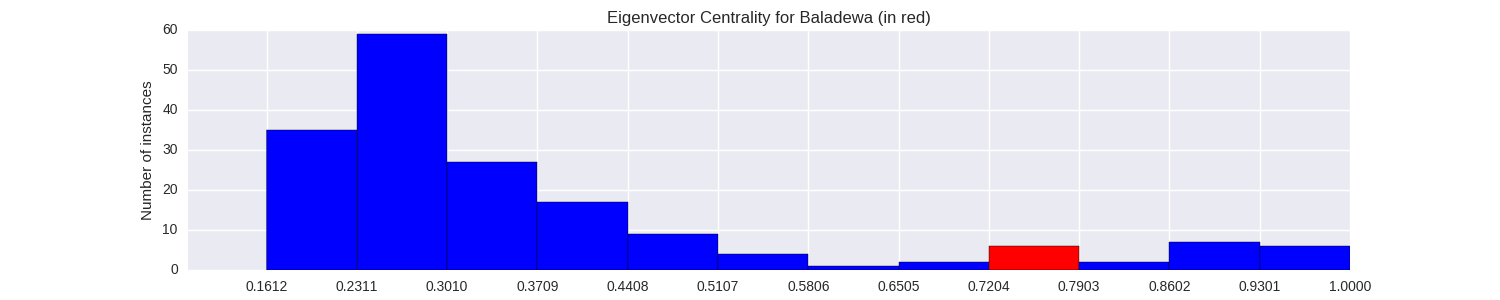 Eigenvector Centrality for Baladewa (in red)
Number of instances
60
50
40
30
20
10
0
0.1612 0.2311 0.3010 0.3709 0.4408 0.5107 0.5806 0.6505 0.7204 0.7903 0.8602 0.9301 1.0000